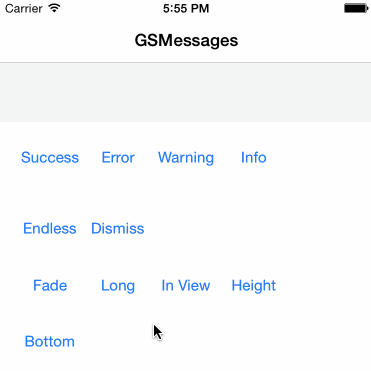 Carrier 5:55 PM
GSMessages
Success Error Warning Info
Endless Dismiss
Fade Long In View Height
Bottom